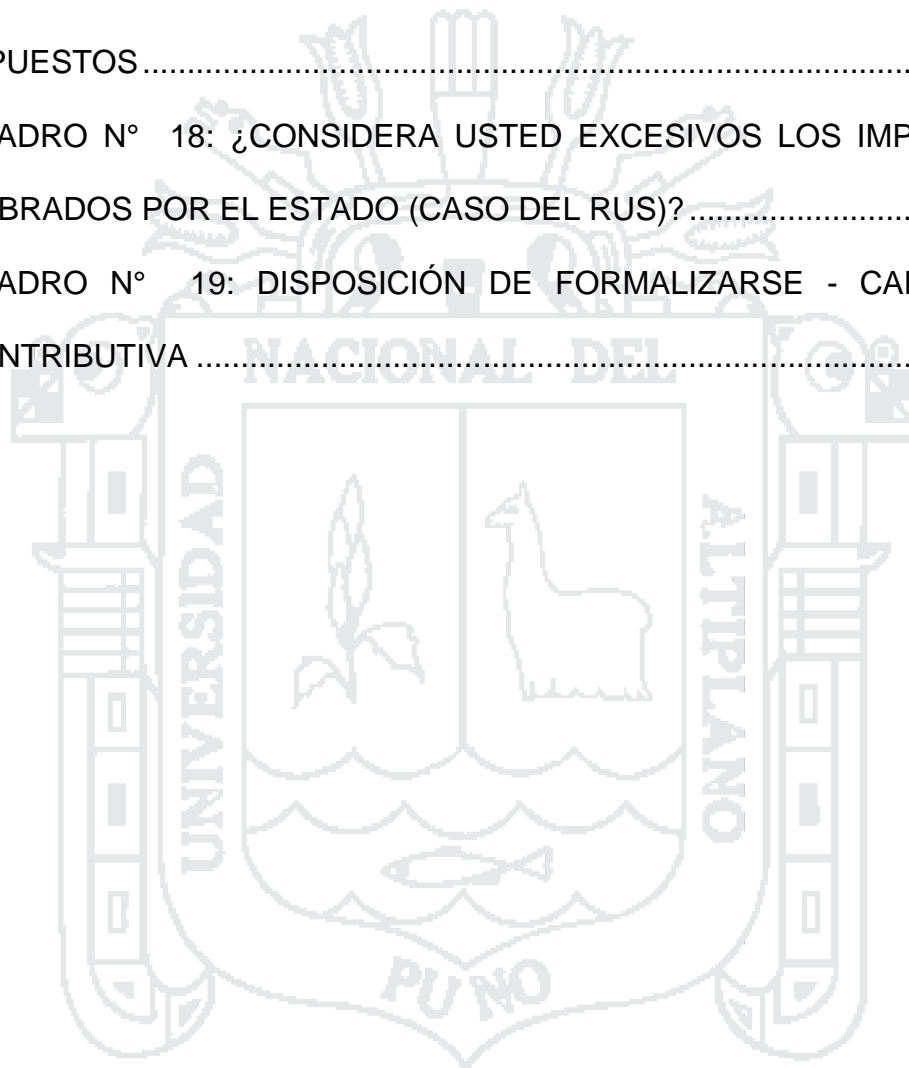 PUESTOS ........................................................................................
ADRO N° 18: ¿CONSIDERA USTED EXCESIVOS LOS IMP
BRADOS POR EL ESTADO (CASO DEL RUS)? .........................
ADRO N° 19: DISPOSICIÓN DE FORMALIZARSE - CA
NTRIBUTIVA ..................................................................................
NACIONAL DEL
UNIVERSIDAD
ALTIPLANO
PUNO